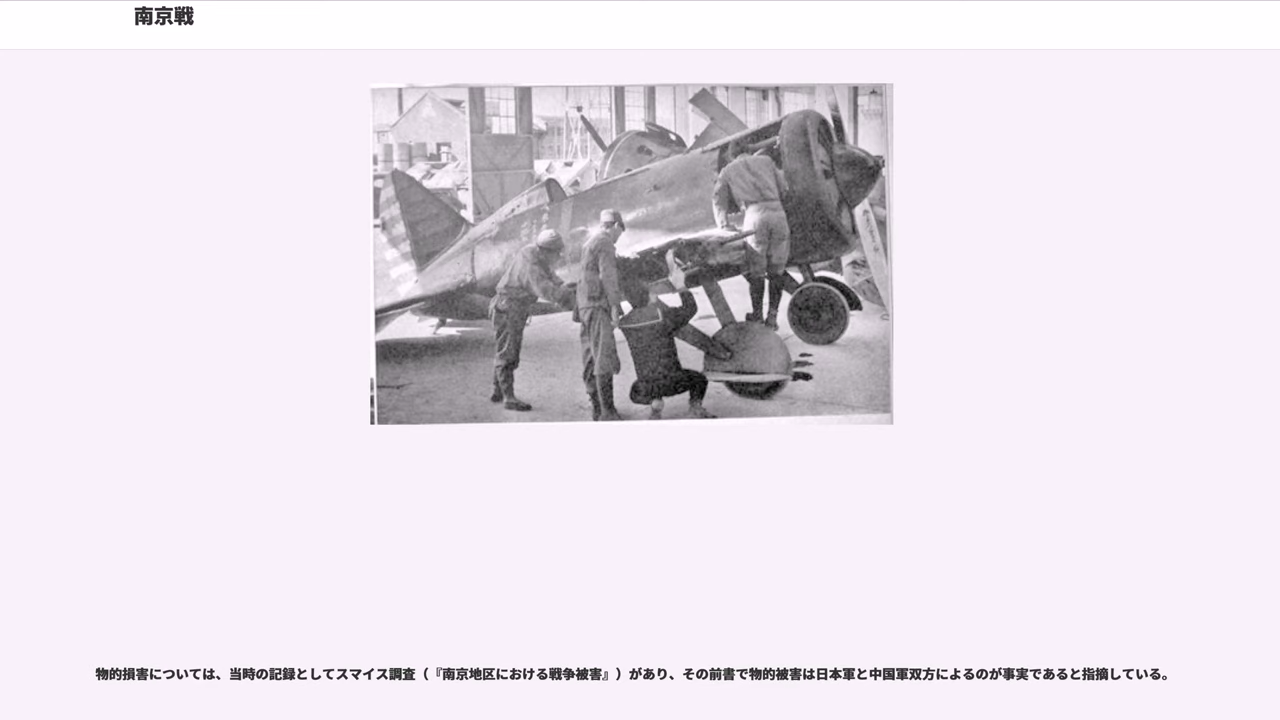 南京戦
物的損害については、当時の記録としてスマイス調査（『南京地区における戦争被害』）があり、その前書で物的被害は日本軍と中国軍双方によるのが事実であると指摘している。